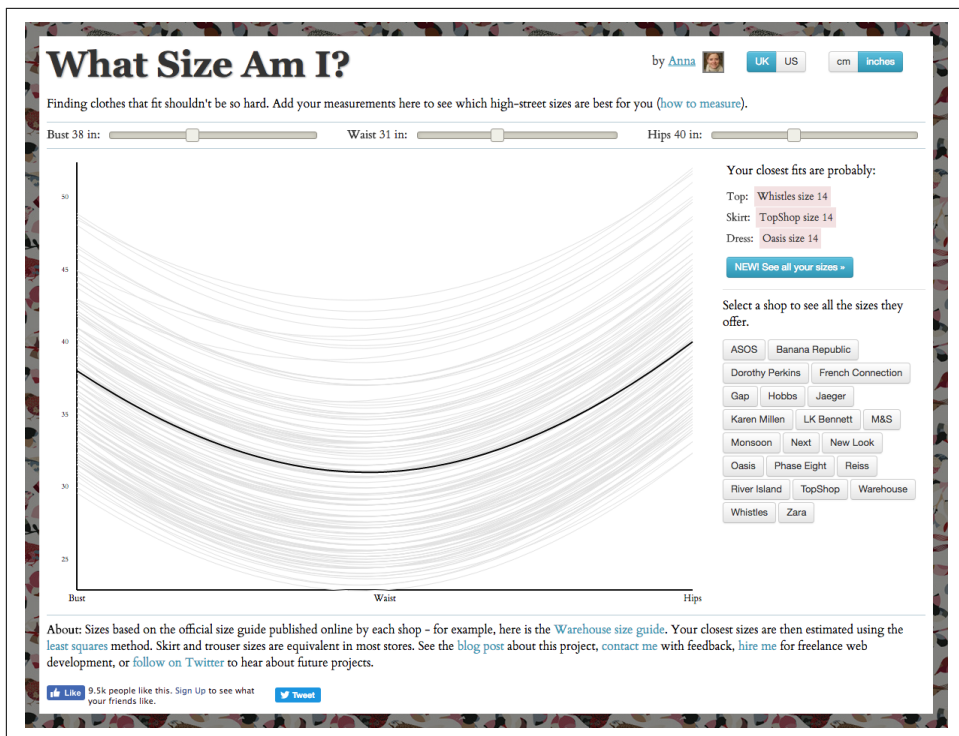 What Size Am I?
by Anna
UK US
cm inches
Finding clothes that fit shouldn't be so hard. Add your measurements here to see which high-street sizes are best for you (how to measure).
Bust 38 in:
Waist 31 in:
Hips 40 in:
50
45
40
35
30
25
Bust
Waist
Hips
Your closest fits are probably:
Top: Whistles size 14
Skirt: TopShop size 14
Dress: Oasis size 14
NEW! See all your sizes »
Select a shop to see all the sizes they
offer.
ASOS Banana Republic
Dorothy Perkins French Connection
Gap Hobbs Jaeger
Karen Millen LK Bennett M&S
Monsoon Next New Look
Oasis Phase Eight Reiss
River Island TopShop Warehouse
Whistles Zara
About: Sizes based on the official size guide published online by each shop – for example, here is the Warehouse size guide. Your closest sizes are then estimated using the
least squares method. Skirt and trouser sizes are equivalent in most stores. See the blog post about this project, contact me with feedback, hire me for freelance web
development, or follow on Twitter to hear about future projects.
Like
9.5k people like this. Sign Up to see what
your friends like.
Tweet